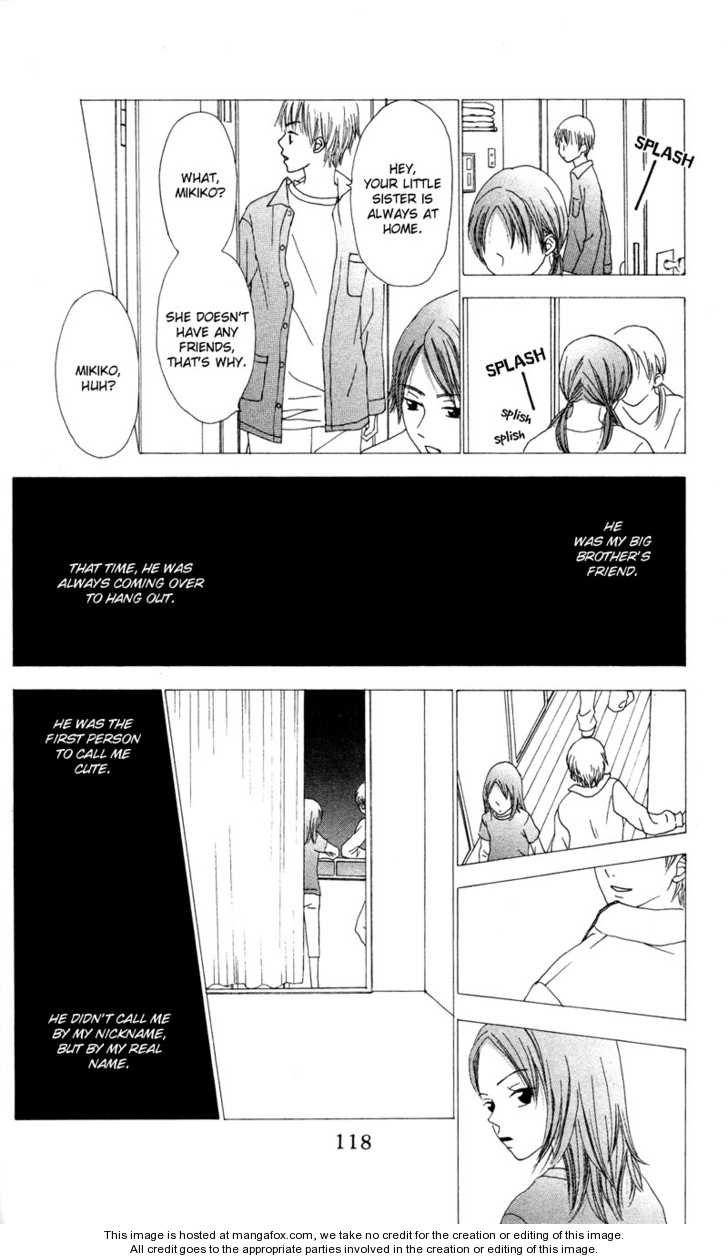 SPLASH
HEY,
YOUR LITTLE
SISTER IS
ALWAYS AT
HOME.
WHAT,
MIKIKO?
SHE DOESN'T
HAVE ANY
FRIENDS,
THAT'S WHY.
MIKIKO,
HUH?
SPLASH
splish
splish
HE
WAS MY BIG
BROTHER'S
FRIEND.
THAT TIME, HE WAS
ALWAYS COMING OVER
TO HANG OUT.
HE WAS THE
FIRST PERSON
TO CALL ME
CUTE.
HE DIDN'T CALL ME
BY MY NICKNAME,
BUT BY MY REAL
NAME.
118
This image is hosted at mangafox.com, we take no credit for the creation or editing of this image.
All credit goes to the appropriate parties involved in the creation or editing of this image.